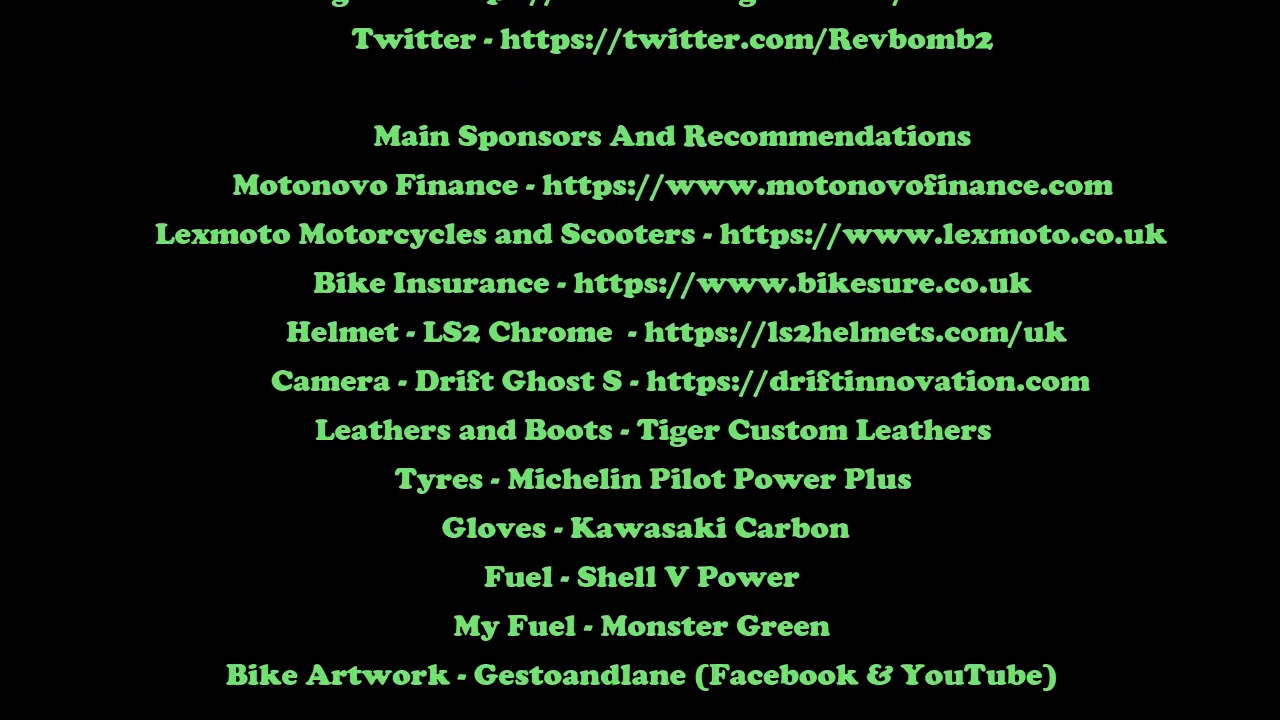 Twitter - https://twitter.com/Revbomb2
Main Sponsors And Recommendations
Motonovo Finance - https://www.motonovofinance.com
Lexmoto Motorcycles and Scooters - https://www.lexmoto.co.uk
Bike Insurance - https://www.bikesure.co.uk
Helmet - LS2 Chrome  - https://ls2helmets.com/uk
Camera - Drift Ghost S - https://driftinnovation.com
Leathers and Boots - Tiger Custom Leathers
Tyres - Michelin Pilot Power Plus
Gloves - Kawasaki Carbon
Fuel - Shell V Power
My Fuel - Monster Green
Bike Artwork - Gestoandlane (Facebook & YouTube)